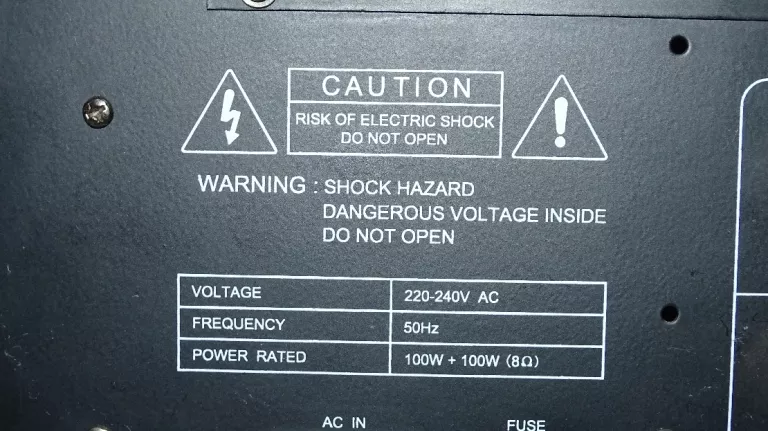 CAUTION
RISK OF ELECTRIC SHOCK
DO NOT OPEN
WARNING : SHOCK HAZARD
DANGEROUS VOLTAGE INSIDE
DO NOT OPEN
VOLTAGE 220-240V AC
FREQUENCY 50Hz
POWER RATED 100W + 100W (8Ω)
AC IN FUSE